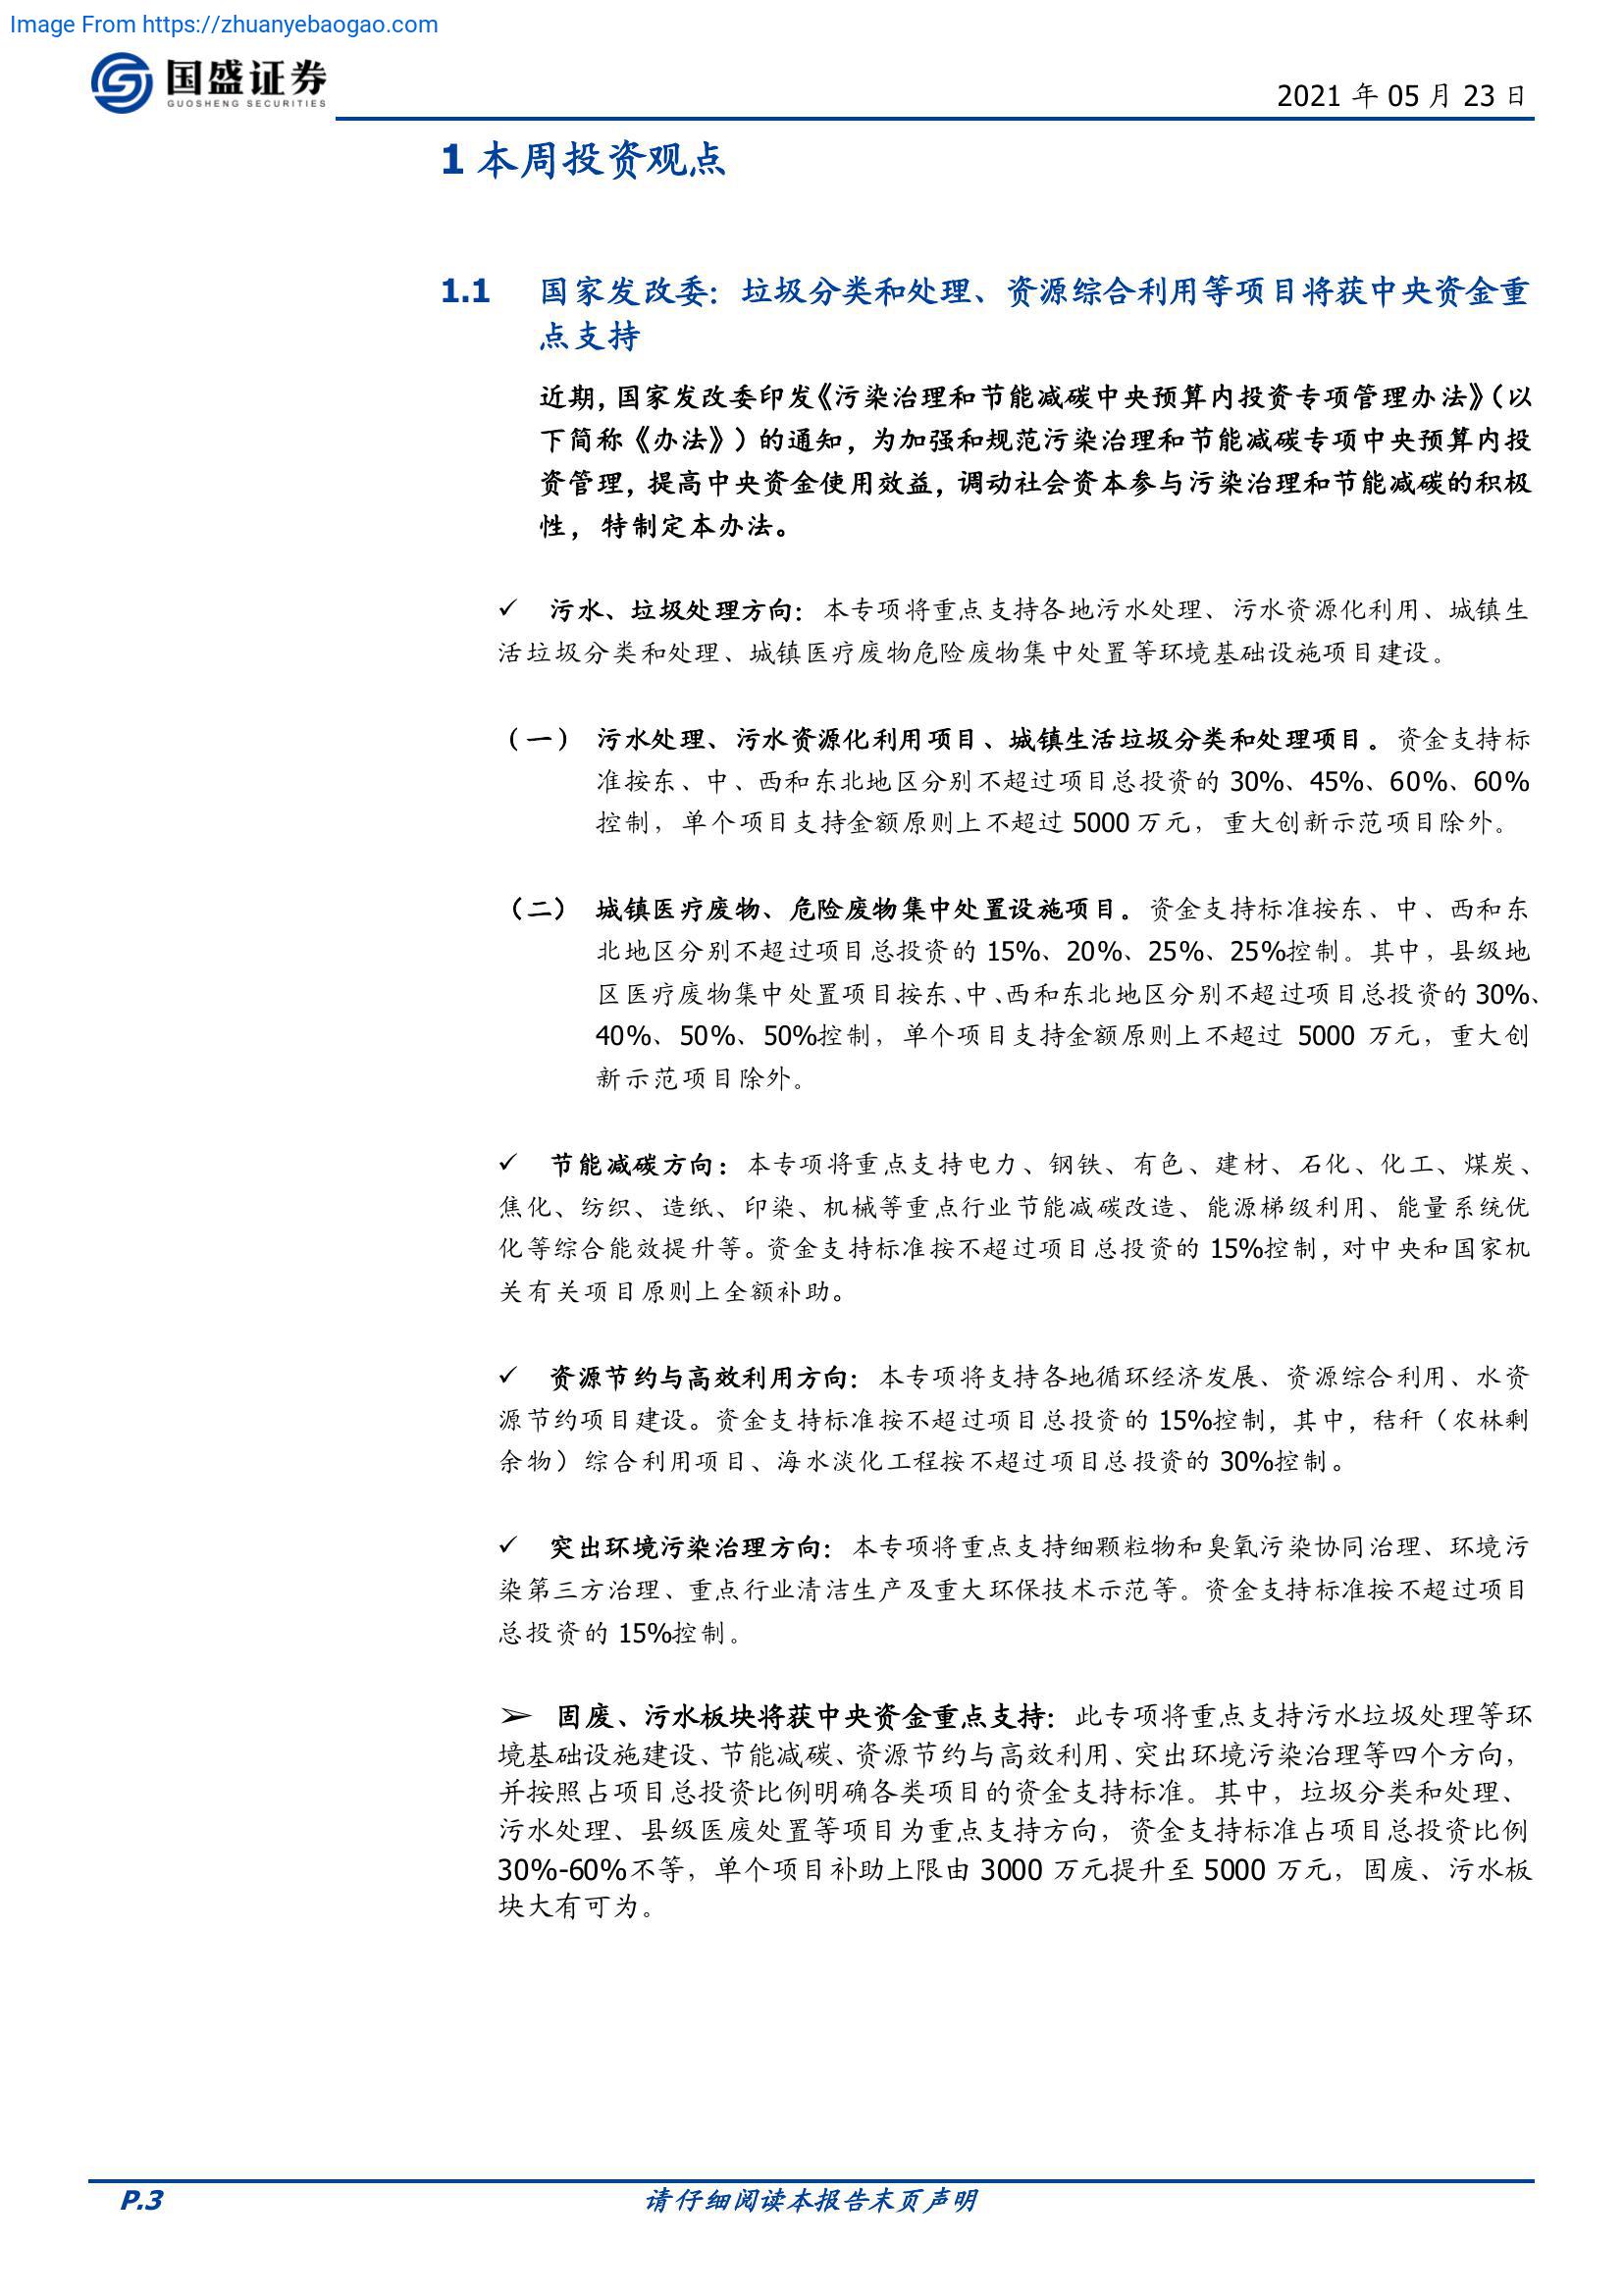 Image From https://zhuanyebaogao.com
国盛证券
GUOSHENG SECURITIES
2021 年 05 月 23 日
1 本周投资观点
1.1 国家发改委：垃圾分类和处理、资源综合利用等项目将获中央资金重
点支持
近期，国家发改委印发《污染治理和节能减碳中央预算内投资专项管理办法》（以
下简称《办法》）的通知，为加强和规范污染治理和节能减碳专项中央预算内投
资管理，提高中央资金使用效益，调动社会资本参与污染治理和节能减碳的积极
性，特制定本办法。
✓ 污水、垃圾处理方向：本专项将重点支持各地污水处理、污水资源化利用、城镇生
活垃圾分类和处理、城镇医疗废物危险废物集中处置等环境基础设施项目建设。
（一） 污水处理、污水资源化利用项目、城镇生活垃圾分类和处理项目。资金支持标
准按东、中、西和东北地区分别不超过项目总投资的 30%、45%、60%、60%
控制，单个项目支持金额原则上不超过 5000 万元，重大创新示范项目除外。
（二） 城镇医疗废物、危险废物集中处置设施项目。资金支持标准按东、中、西和东
北地区分别不超过项目总投资的 15%、20%、25%、25%控制。其中，县级地
区医疗废物集中处置项目按东、中、西和东北地区分别不超过项目总投资的 30%、
40%、50%、50%控制，单个项目支持金额原则上不超过 5000 万元，重大创
新示范项目除外。
✓ 节能减碳方向：本专项将重点支持电力、钢铁、有色、建材、石化、化工、煤炭、
焦化、纺织、造纸、印染、机械等重点行业节能减碳改造、能源梯级利用、能量系统优
化等综合能效提升等。资金支持标准按不超过项目总投资的 15%控制，对中央和国家机
关有关项目原则上全额补助。
✓ 资源节约与高效利用方向：本专项将支持各地循环经济发展、资源综合利用、水资
源节约项目建设。资金支持标准按不超过项目总投资的 15%控制，其中，秸秆（农林剩
余物）综合利用项目、海水淡化工程按不超过项目总投资的 30%控制。
✓ 突出环境污染治理方向：本专项将重点支持细颗粒物和臭氧污染协同治理、环境污
染第三方治理、重点行业清洁生产及重大环保技术示范等。资金支持标准按不超过项目
总投资的 15%控制。
➢ 固废、污水板块将获中央资金重点支持：此专项将重点支持污水垃圾处理等环
境基础设施建设、节能减碳、资源节约与高效利用、突出环境污染治理等四个方向，
并按照占项目总投资比例明确各类项目的资金支持标准。其中，垃圾分类和处理、
污水处理、县级医废处置等项目为重点支持方向，资金支持标准占项目总投资比例
30%-60%不等，单个项目补助上限由 3000 万元提升至 5000 万元，固废、污水板
块大有可为。
P.3
请仔细阅读本报告末页声明